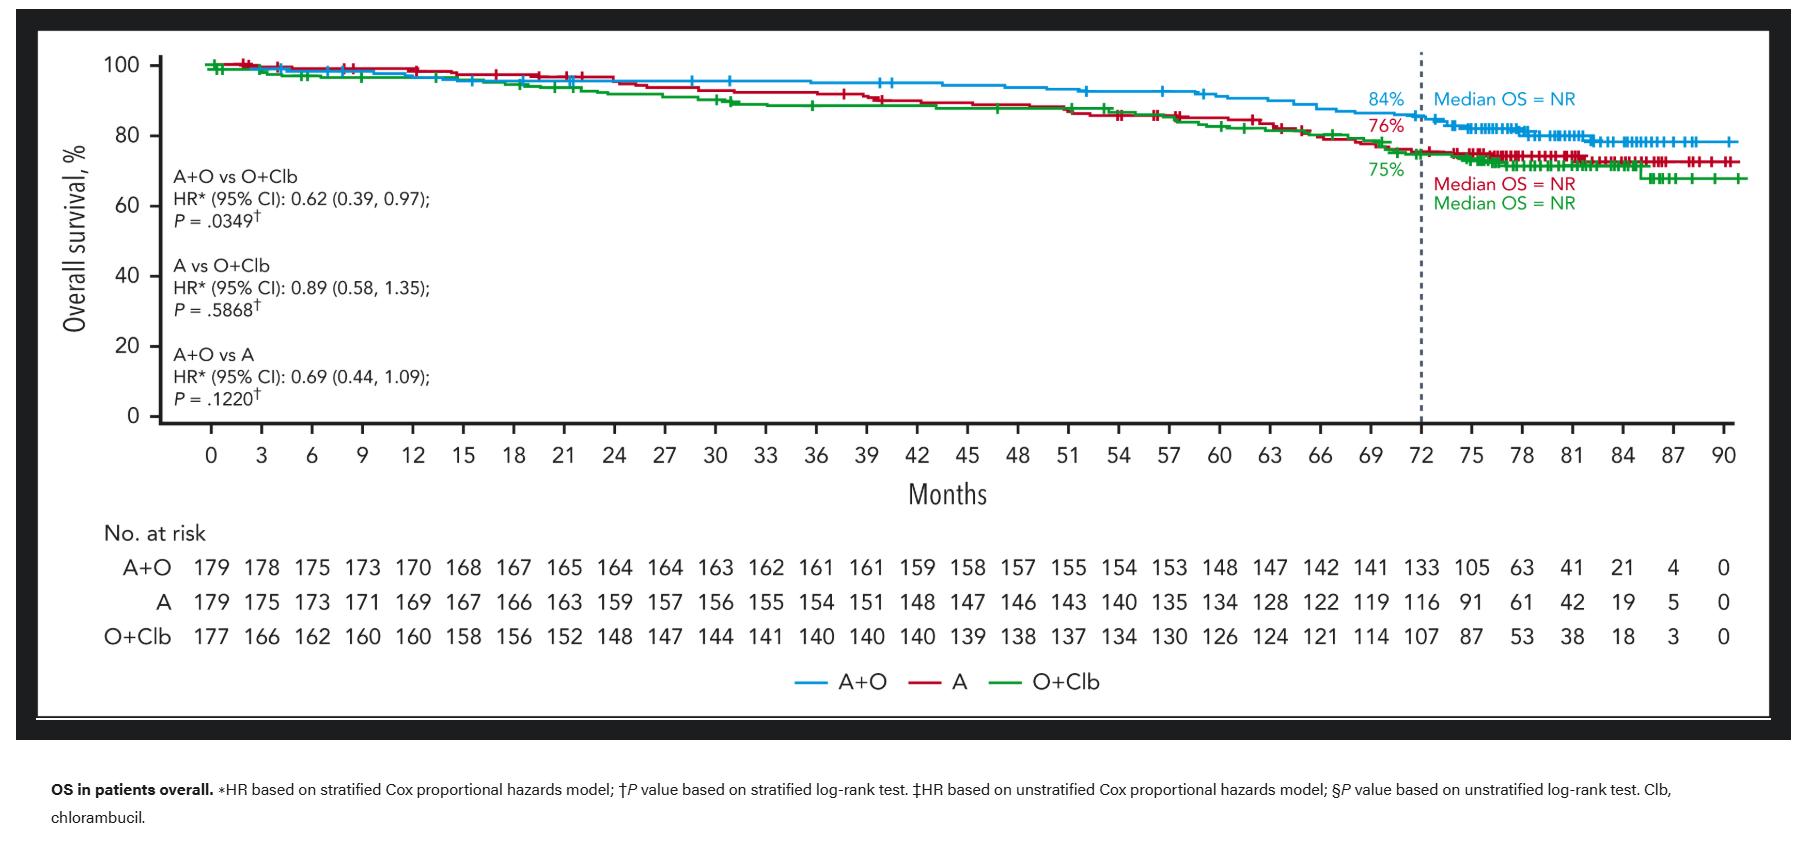 Overall survival, %
100
80
60
40
20
0
84%
76%
75%
Median OS = NR
Median OS = NR
Median OS = NR
A+O vs O+Clb
HR* (95% CI): 0.62 (0.39, 0.97);
P = .0349†
A vs O+Clb
HR* (95% CI): 0.89 (0.58, 1.35);
P = .5868†
A+O vs A
HR* (95% CI): 0.69 (0.44, 1.09);
P = .1220†
0 3 6 9 12 15 18 21 24 27 30 33 36 39 42 45 48 51 54 57 60 63 66 69 72 75 78 81 84 87 90
Months
No. at risk
A+O 179 178 175 173 170 168 167 165 164 164 163 162 161 161 159 158 157 155 154 153 148 147 142 141 133 105 63 41 21 4 0
A 179 175 173 171 169 167 166 163 159 157 156 155 154 151 148 147 146 143 140 135 134 128 122 119 116 91 61 42 19 5 0
O+Clb 177 166 162 160 160 158 156 152 148 147 144 141 140 140 140 139 138 137 134 130 126 124 121 114 107 87 53 38 18 3 0
A+O A O+Clb
OS in patients overall. *HR based on stratified Cox proportional hazards model; †P value based on stratified log-rank test. ‡HR based on unstratified Cox proportional hazards model; §P value based on unstratified log-rank test. Clb,
chlorambucil.